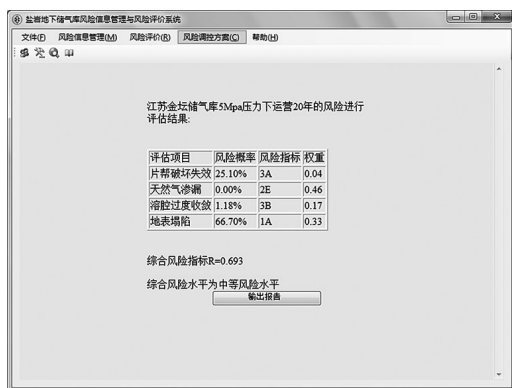 盐岩地下储气库风险信息管理与风险评价系统
文件(F) 风险信息管理(M) 风险评价(R) 风险调控方案(C) 帮助(H)
江苏金坛储气库5Mpa压力下运营20年的风险进行
评估结果:
评估项目 风险概率 风险指标 权重
片帮破坏失效 25.10% 3A 0.04
天然气渗漏 0.00% 2E 0.46
溶腔过度收敛 1.18% 3B 0.17
地表塌陷 66.70% 1A 0.33
综合风险指标R=0.693
综合风险水平为中等风险水平
输出报告